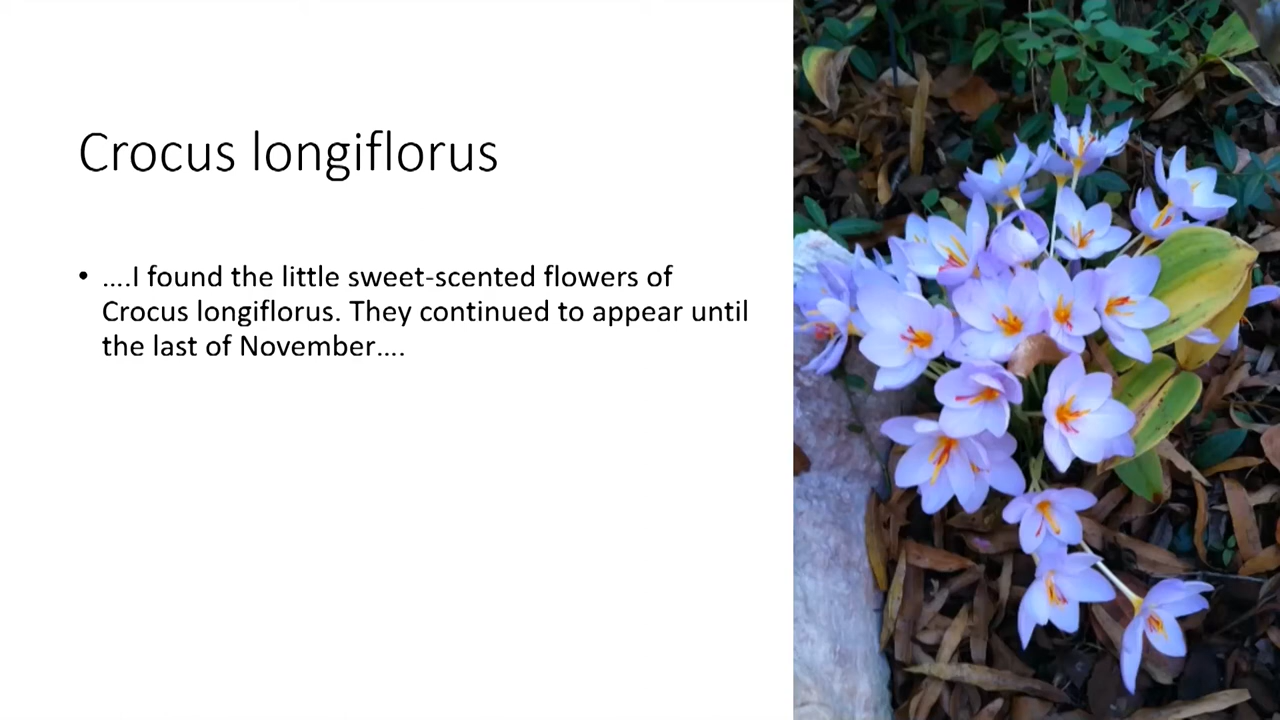 Crocus longiflorus
• ....I found the little sweet-scented flowers of
Crocus longiflorus. They continued to appear until
the last of November....